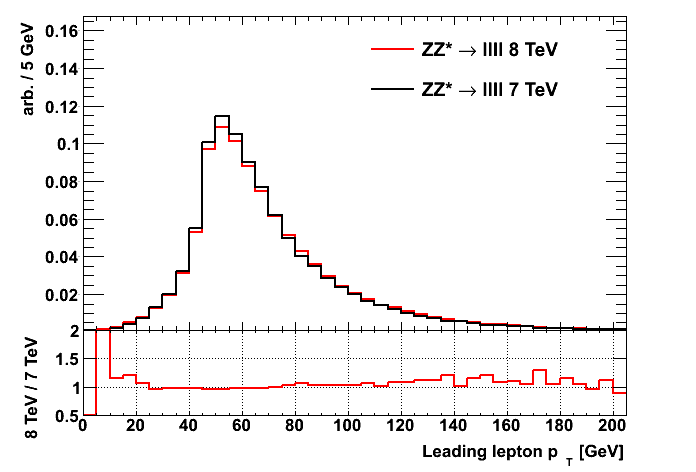 arb. / 5 GeV
0.16
0.14
0.12
0.1
0.08
0.06
0.04
0.02
ZZ* → llll 8 TeV
ZZ* → llll 7 TeV
8 TeV / 7 TeV
2
1.5
1
0.5
0 20 40 60 80 100 120 140 160 180 200
Leading lepton p T [GeV]